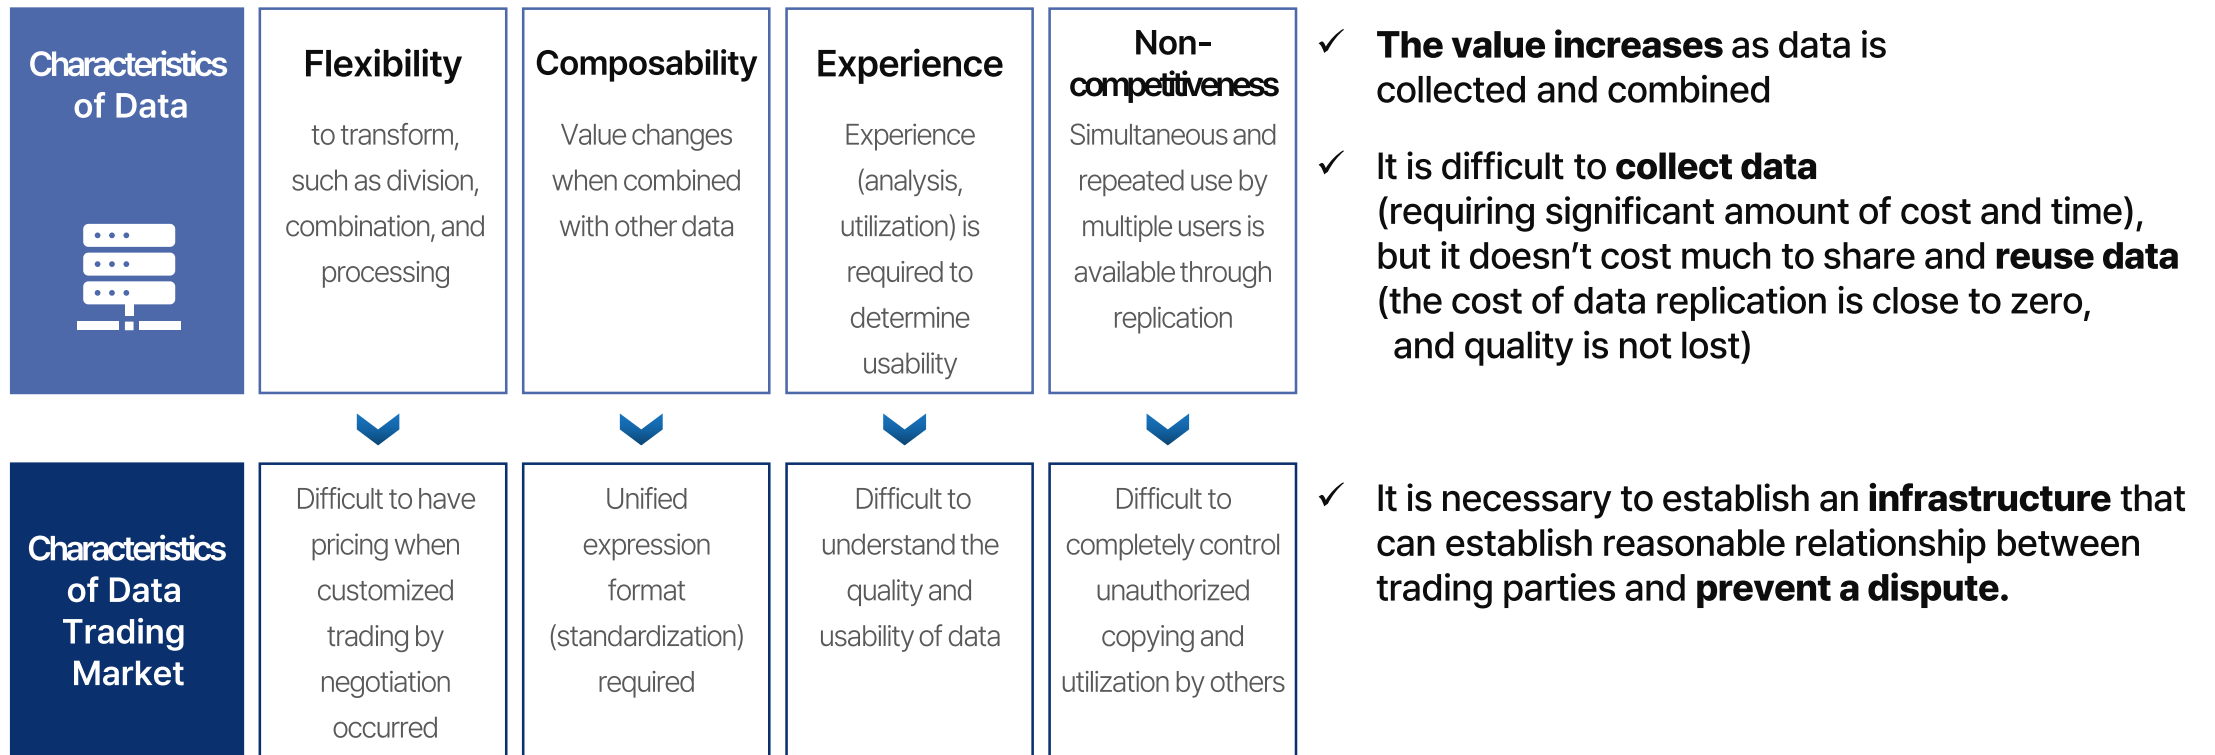 Characteristics
of Data
Flexibility
to transform,
such as division,
combination, and
processing
Composability
Value changes
when combined
with other data
Experience
Experience
(analysis,
utilization) is
required to
determine
usability
Non-
competitiveness
Simultaneous and
repeated use by
multiple users is
available through
replication
✓ The value increases as data is
collected and combined
✓ It is difficult to collect data
(requiring significant amount of cost and time),
but it doesn’t cost much to share and reuse data
(the cost of data replication is close to zero,
and quality is not lost)
Characteristics
of Data
Trading
Market
Difficult to have
pricing when
customized
trading by
negotiation
occurred
Unified
expression
format
(standardization)
required
Difficult to
understand the
quality and
usability of data
Difficult to
completely control
unauthorized
copying and
utilization by others
✓ It is necessary to establish an infrastructure that
can establish reasonable relationship between
trading parties and prevent a dispute.